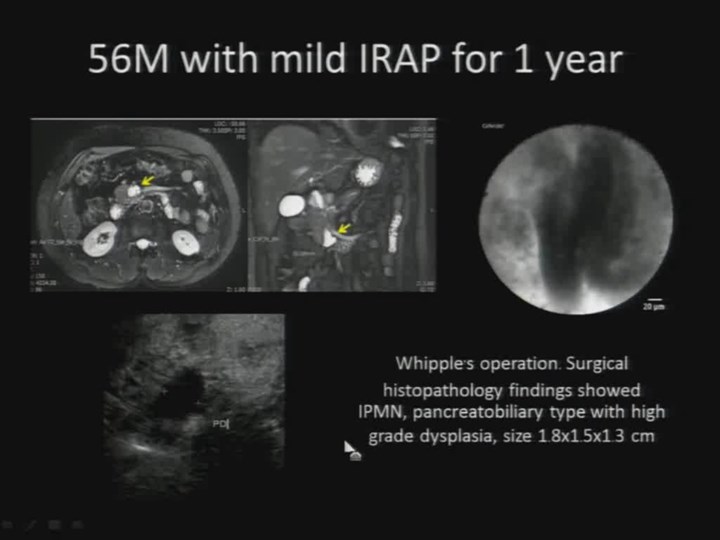 56M with mild IRAP for 1 year
PD
20 µm
Whipple's operation. Surgical
histopathology findings showed
IPMN, pancreatobiliary type with high
grade dysplasia, size 1.8x1.5x1.3 cm